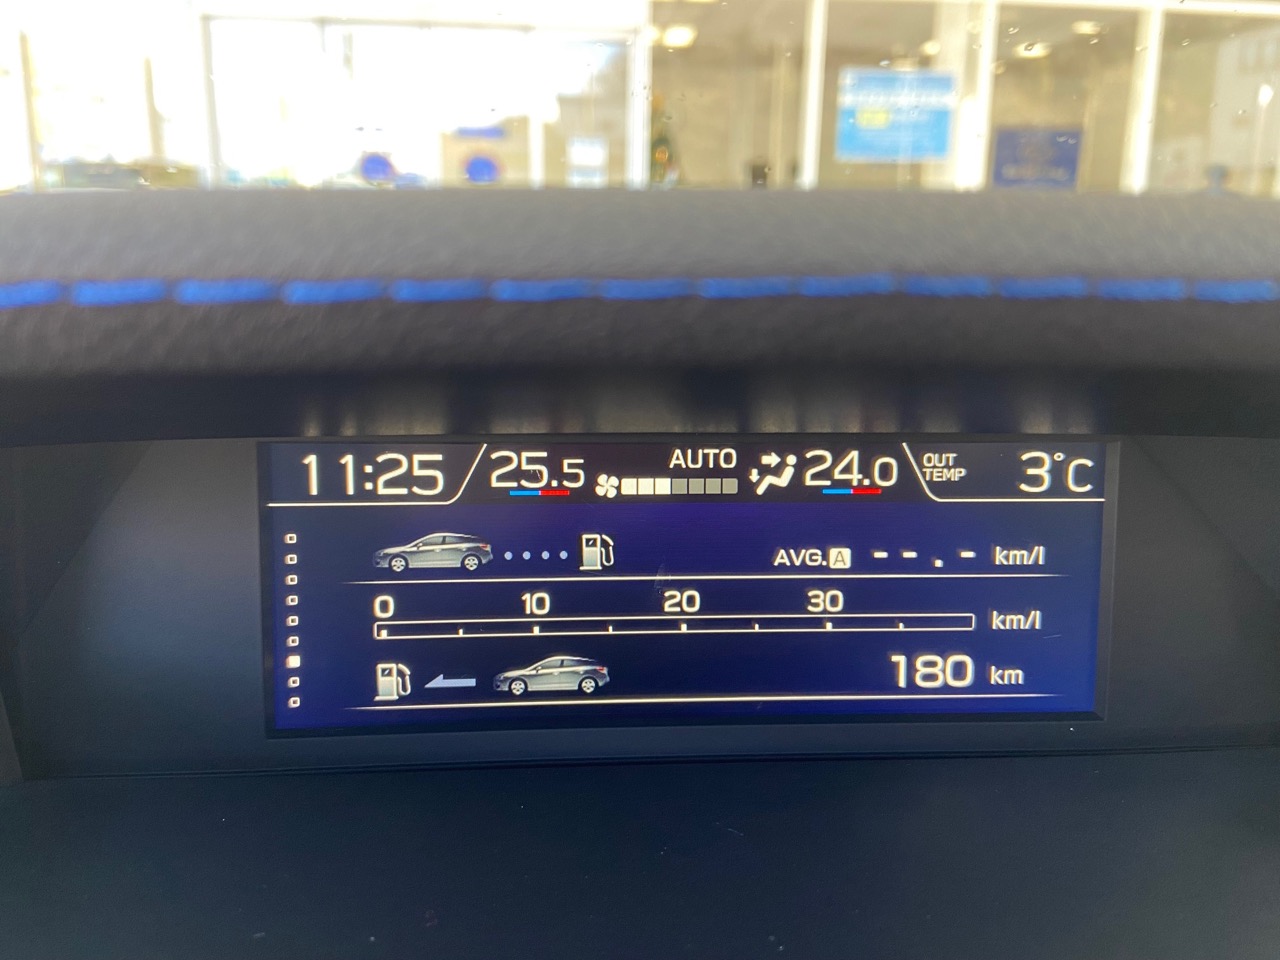 11:25 25.5 AUTO 24.0 OUT TEMP 3°C
AVG.A --.- km/l
0 10 20 30 km/l
180 km